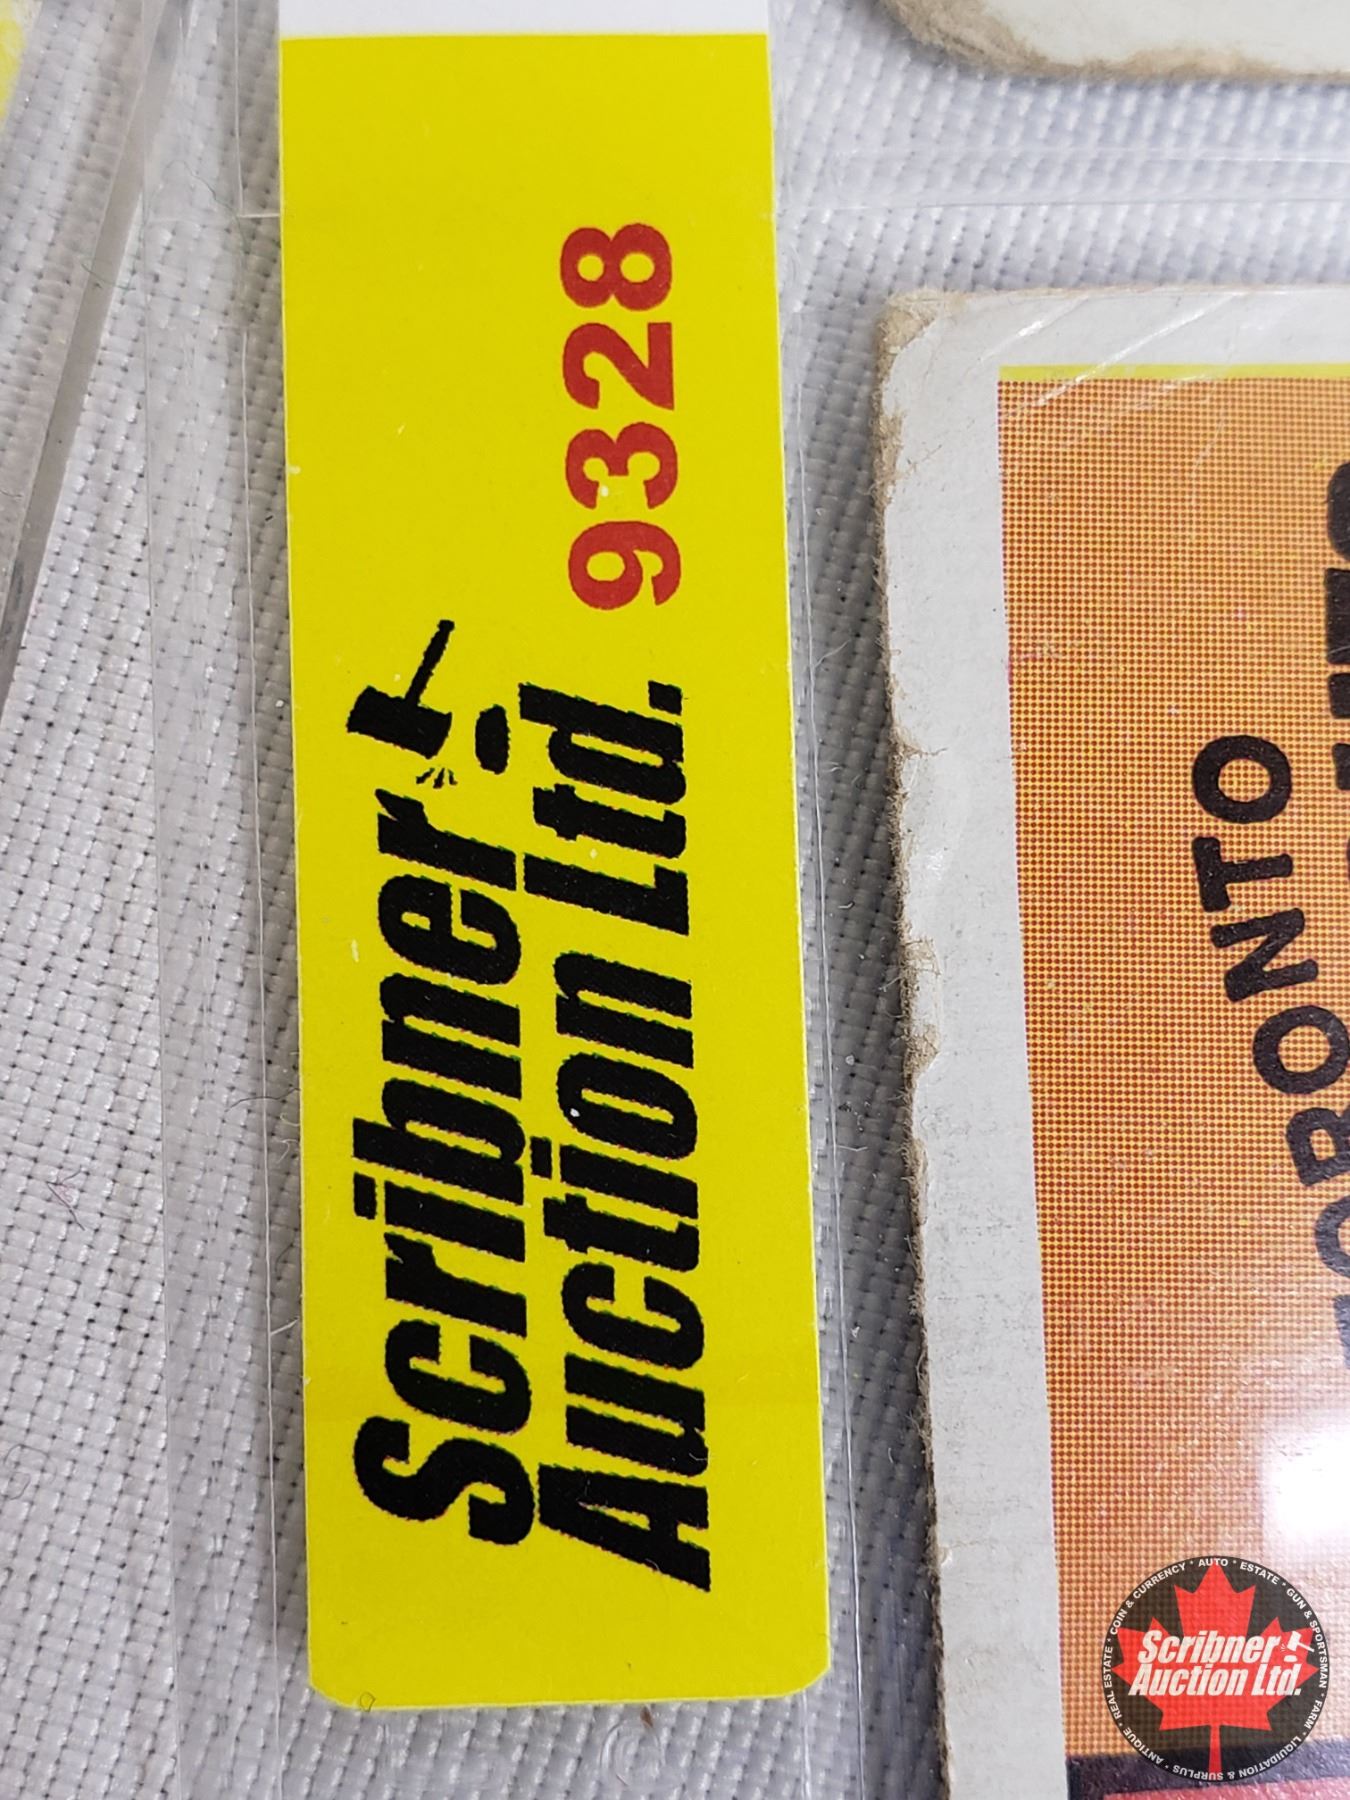 Scribner
Auction Ltd.
9328
TORONTO
Scribner
Auction Ltd.
REAL ESTATE * COIN & CURRENCY * AUTO * ESTATE * GUN & SPORTSMAN * FARM * LIQUIDATION & SURPLUS * ANTIQUE *